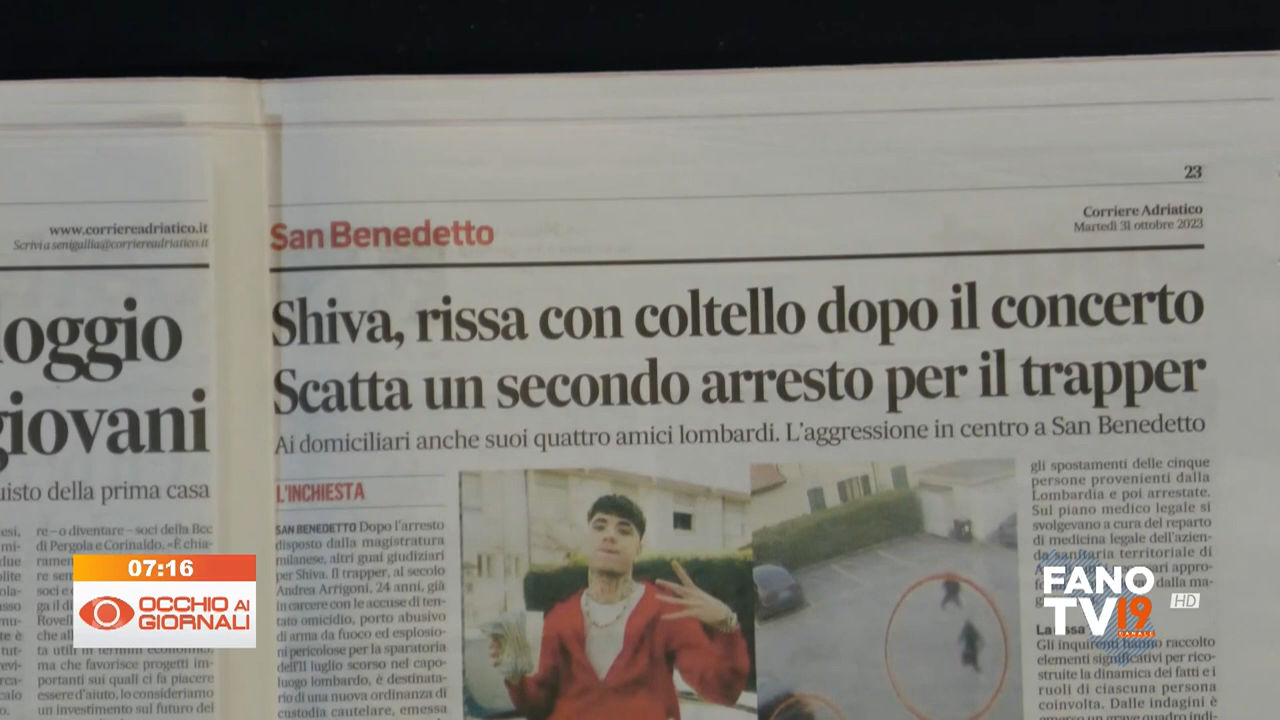 23
www.corriereadriatico.it
Scrivi a senigallia@corriereadriatico.it
San Benedetto
Corriere Adriatico
Martedì 31 ottobre 2023
loggio
giovani
uisto della prima casa
Shiva, rissa con coltello dopo il concerto
Scatta un secondo arresto per il trapper
Ai domiciliari anche suoi quattro amici lombardi. L'aggressione in centro a San Benedetto
re – o diventare – soci della Bcc
di Pergola e Corinaldo. «È chia-
ma che favorisce progetti im-
portanti sui quali ci fa piacere
essere d'aiuto, lo consideriamo
un investimento sul futuro del
L'INCHIESTA
SAN BENEDETTO Dopo l'arresto
disposto dalla magistratura
milanese, altri guai giudiziari
per Shiva. Il trapper, al secolo
Andrea Arrigoni, 24 anni, già
in carcere con le accuse di ten-
tato omicidio, porto abusivo
di arma da fuoco ed esplosio-
ni pericolose per la sparatoria
dell'11 luglio scorso nel capo-
luogo lombardo, è destinata-
rio di una nuova ordinanza di
custodia cautelare, emessa
gli spostamenti delle cinque
persone provenienti dalla
Lombardia e poi arrestate.
Sul piano medico legale si
svolgevano a cura del reparto
di medicina legale dell'azien-
da sanitaria territoriale di
dalla ma-
La rissa
Gli inquirenti hanno raccolto
elementi significativi per rico-
struire la dinamica dei fatti e i
ruoli di ciascuna persona
coinvolta. Dalle indagini è
07:16
OCCHIO AI
GIORNALI
FANO
TV 19
CANALE
HD